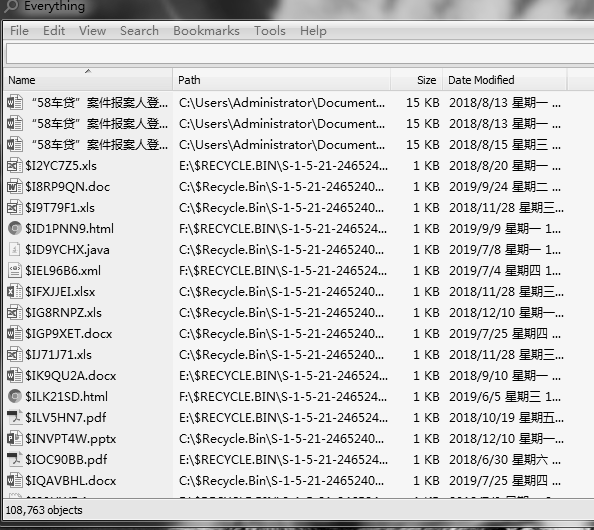 Everything
File Edit View Search Bookmarks Tools Help
Name Path Size Date Modified
“58车贷”案件报案人登... C:\Users\Administrator\Document... 15 KB 2018/8/13 星期一 ...
“58车贷”案件报案人登... C:\Users\Administrator\Document... 15 KB 2018/8/13 星期一 ...
“58车贷”案件报案人登... C:\Users\Administrator\Document... 15 KB 2018/8/15 星期三 ...
$I2YC7Z5.xls E:\$RECYCLE.BIN\S-1-5-21-246524... 1 KB 2018/8/20 星期一 ...
$I8RP9QN.doc C:\$Recycle.Bin\S-1-5-21-2465240... 1 KB 2019/9/24 星期二 ...
$I9T79F1.xls C:\$Recycle.Bin\S-1-5-21-2465240... 1 KB 2018/11/28 星期三...
$ID1PNN9.html F:\$RECYCLE.BIN\S-1-5-21-246524... 1 KB 2019/9/9 星期一 1...
$ID9YCHX.java C:\$Recycle.Bin\S-1-5-21-2465240... 1 KB 2019/7/8 星期一 1...
$IEL96B6.xml F:\$RECYCLE.BIN\S-1-5-21-246524... 1 KB 2019/7/4 星期四 1...
$IFXJJEI.xlsx C:\$Recycle.Bin\S-1-5-21-2465240... 1 KB 2018/11/28 星期三...
$IG8RNPZ.xls C:\$Recycle.Bin\S-1-5-21-2465240... 1 KB 2018/12/10 星期一...
$IGP9XET.docx C:\$Recycle.Bin\S-1-5-21-2465240... 1 KB 2019/7/25 星期四 ...
$IJ71J71.xls C:\$Recycle.Bin\S-1-5-21-2465240... 1 KB 2018/11/28 星期三...
$IK9QU2A.docx E:\$RECYCLE.BIN\S-1-5-21-246524... 1 KB 2018/9/10 星期一 ...
$ILK21SD.html F:\$RECYCLE.BIN\S-1-5-21-246524... 1 KB 2019/6/5 星期三 1...
$ILV5HN7.pdf E:\$RECYCLE.BIN\S-1-5-21-246524... 1 KB 2018/10/19 星期五...
$INVPT4W.pptx C:\$Recycle.Bin\S-1-5-21-2465240... 1 KB 2018/12/10 星期一...
$IOC90BB.pdf E:\$RECYCLE.BIN\S-1-5-21-246524... 1 KB 2018/6/30 星期六 ...
$IQAVBHL.docx C:\$Recycle.Bin\S-1-5-21-2465240... 1 KB 2019/7/25 星期四 ...
108,763 objects